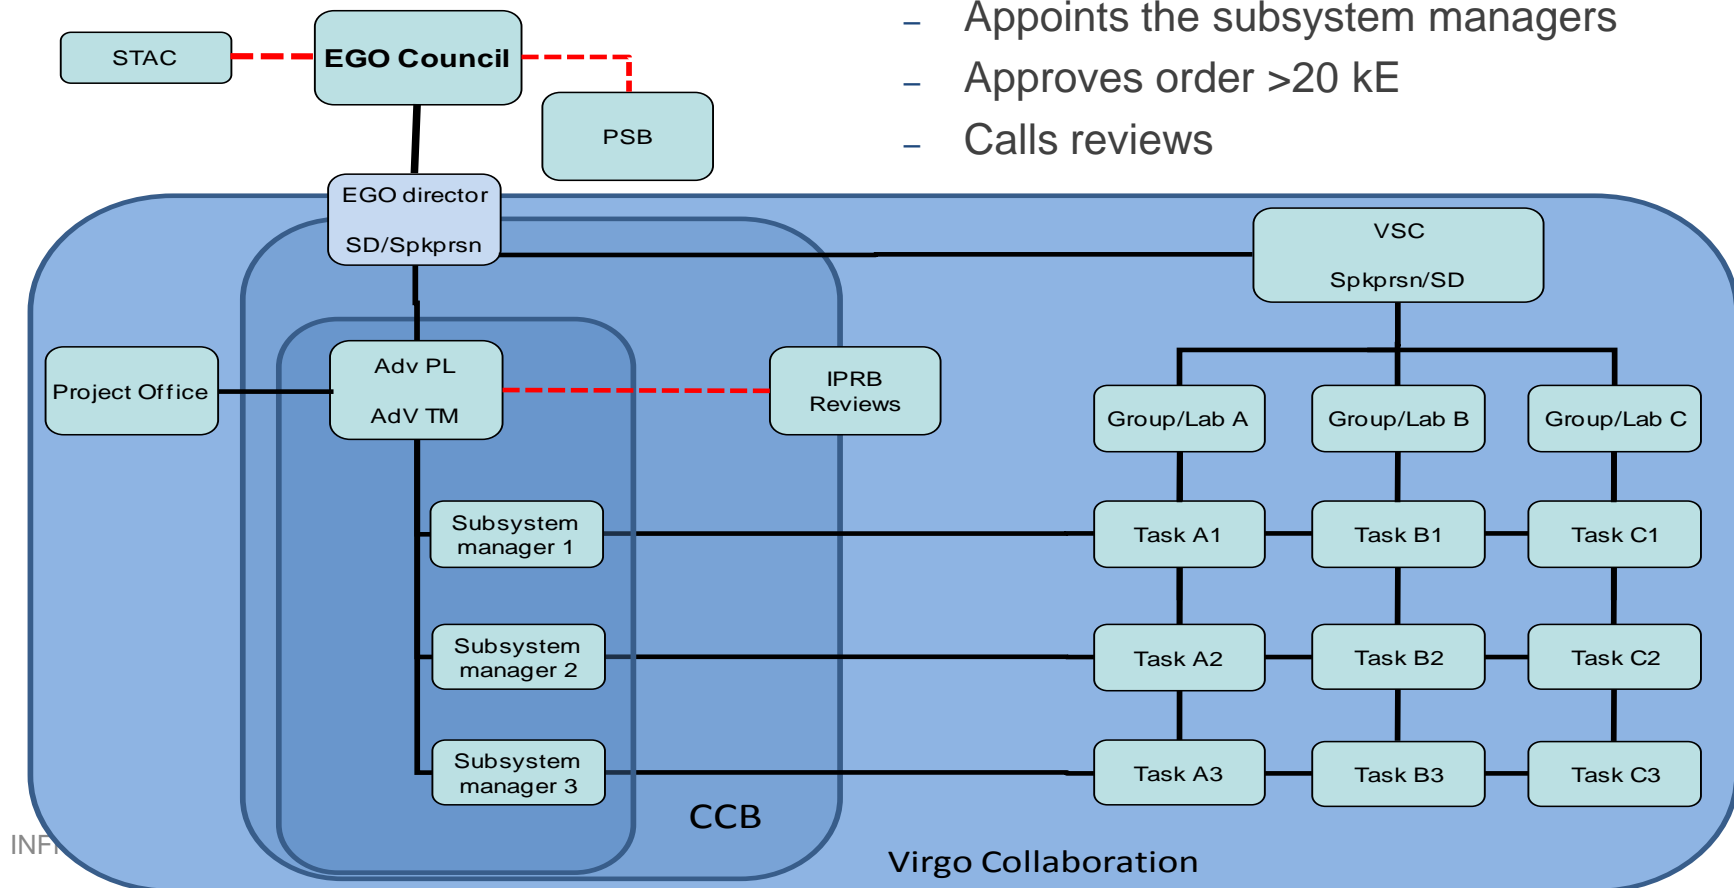 – Appoints the subsystem managers
– Approves order >20 kE
– Calls reviews
STAC
EGO Council
PSB
EGO director
SD/Spkprsn
VSC
Spkprsn/SD
Project Office
Adv PL
AdV TM
IPRB
Reviews
Group/Lab A
Group/Lab B
Group/Lab C
Subsystem
manager 1
Task A1
Task B1
Task C1
Subsystem
manager 2
Task A2
Task B2
Task C2
Subsystem
manager 3
Task A3
Task B3
Task C3
CCB
Virgo Collaboration